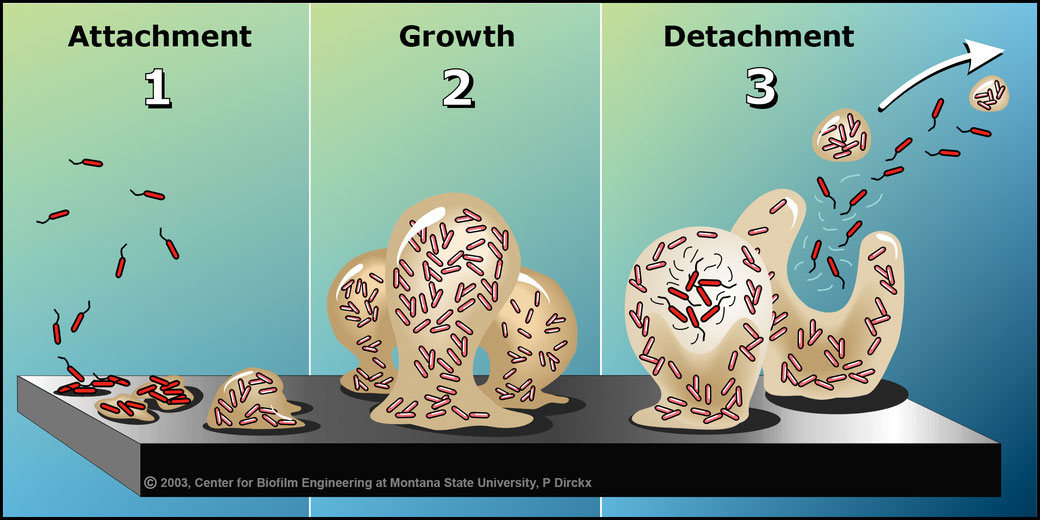 Attachment
1
Growth
2
Detachment
3
© 2003, Center for Biofilm Engineering at Montana State University, P Dirckx